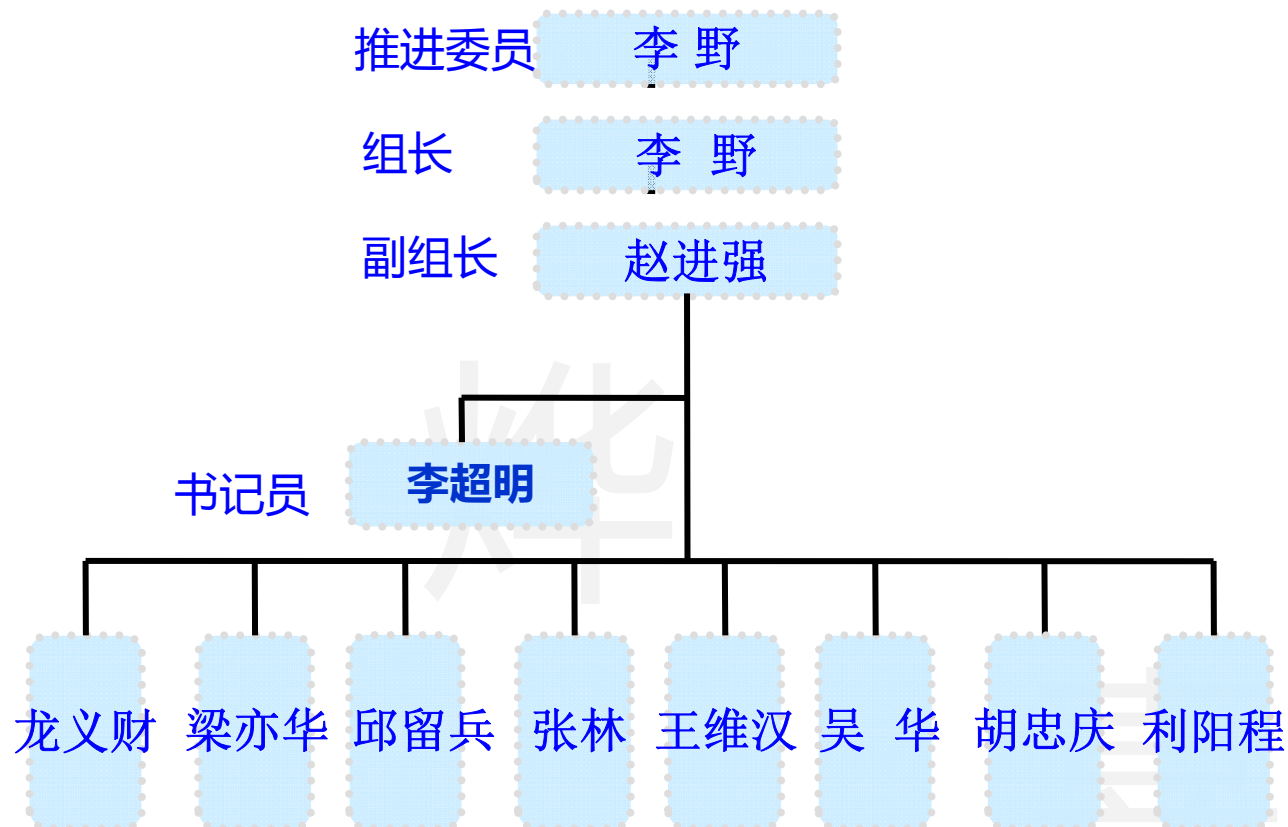 推进委员 李 野
组长 李 野
副组长 赵进强
书记员 李超明
龙义财 梁亦华 邱留兵 张林 王维汉 吴 华 胡忠庆 利阳程